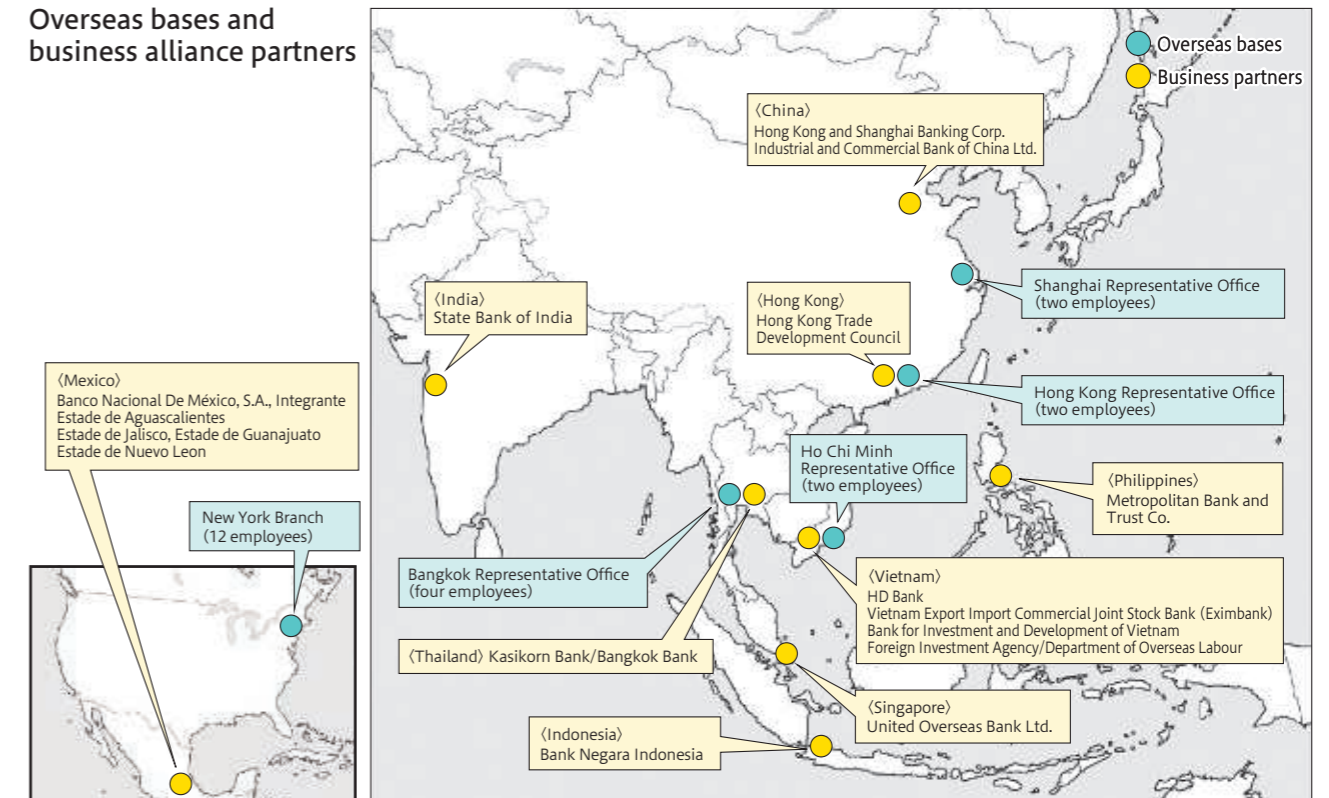 Overseas bases and
business alliance partners
Overseas bases
Business partners
〈China〉
Hong Kong and Shanghai Banking Corp.
Industrial and Commercial Bank of China Ltd.
Shanghai Representative Office
(two employees)
〈India〉
State Bank of India
〈Hong Kong〉
Hong Kong Trade
Development Council
Hong Kong Representative Office
(two employees)
〈Mexico〉
Banco Nacional De México, S.A., Integrante
Estade de Aguascalientes
Estade de Jalisco, Estade de Guanajuato
Estade de Nuevo Leon
Ho Chi Minh
Representative Office
(two employees)
〈Philippines〉
Metropolitan Bank and
Trust Co.
New York Branch
(12 employees)
Bangkok Representative Office
(four employees)
〈Vietnam〉
HD Bank
Vietnam Export Import Commercial Joint Stock Bank (Eximbank)
Bank for Investment and Development of Vietnam
Foreign Investment Agency/Department of Overseas Labour
〈Thailand〉 Kasikorn Bank/Bangkok Bank
〈Singapore〉
United Overseas Bank Ltd.
〈Indonesia〉
Bank Negara Indonesia